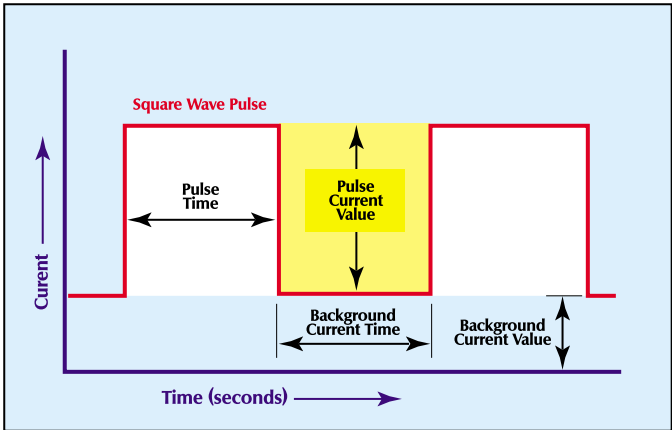 Square Wave Pulse
Pulse
Time
Pulse
Current
Value
Curent
Background
Current Time
Background
Current Value
Time (seconds)